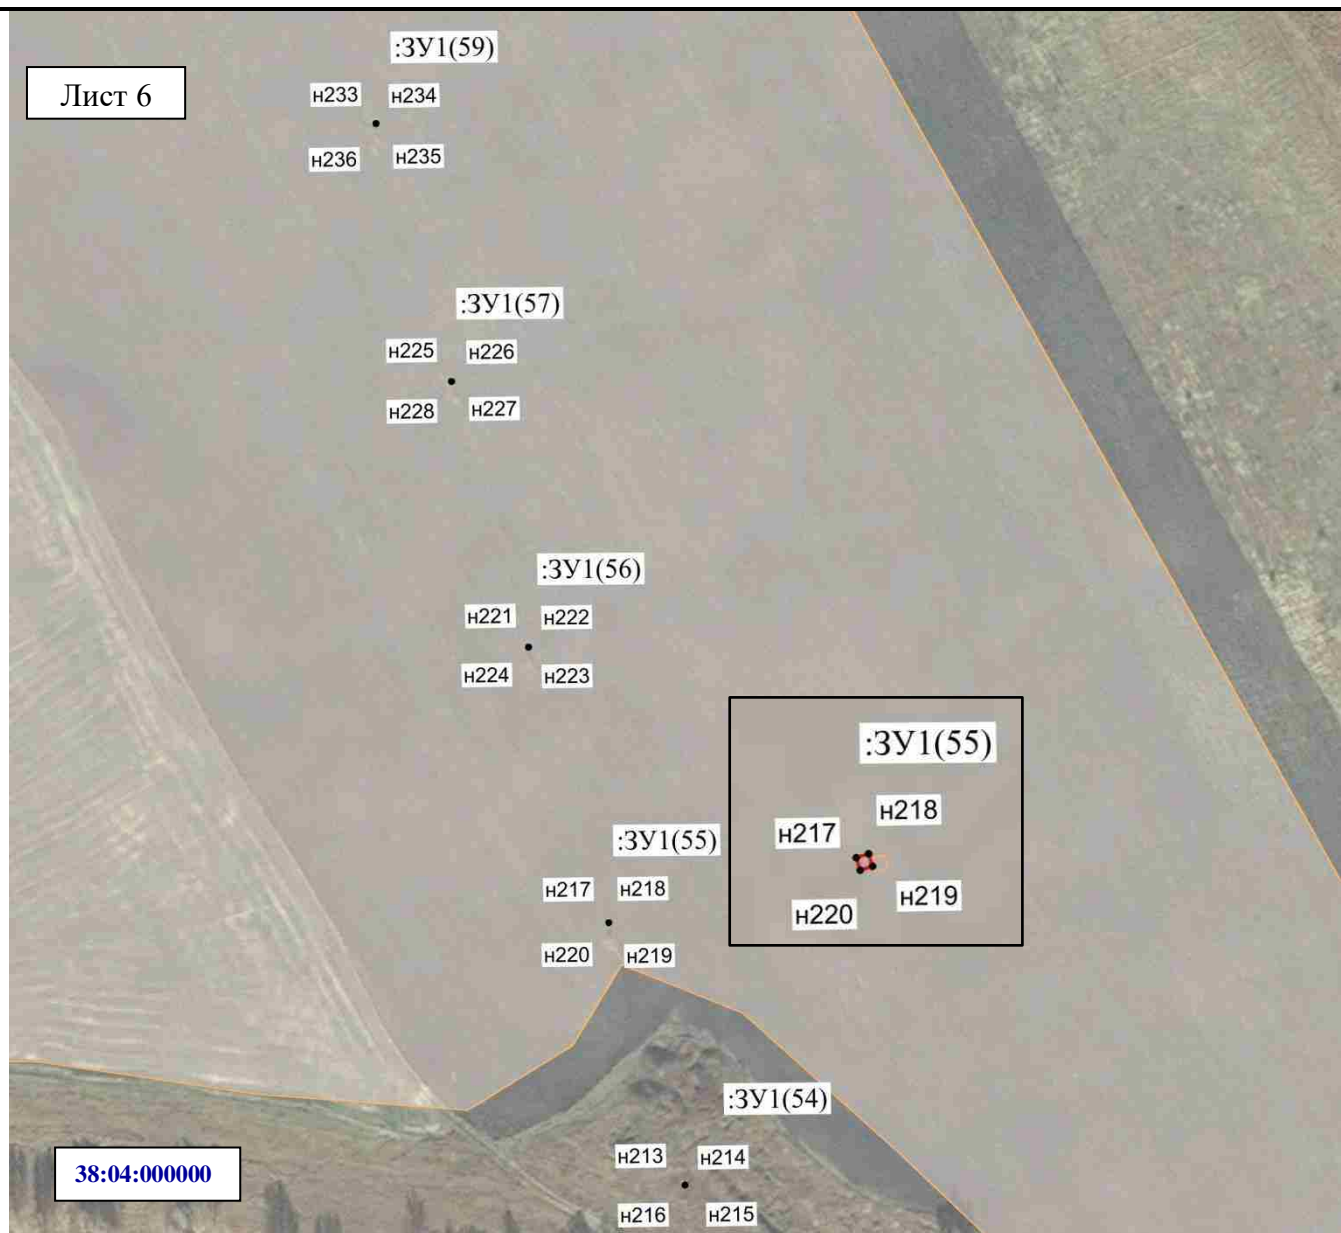 :ЗУ1(59)
Лист 6
н233 н234
н236 н235
:ЗУ1(57)
н225 н226
н228 н227
:ЗУ1(56)
н221 н222
н224 н223
:ЗУ1(55)
н218
н217
н219
н220
:ЗУ1(55)
н217 н218
н220 н219
:ЗУ1(54)
н213 н214
38:04:000000
н216 н215